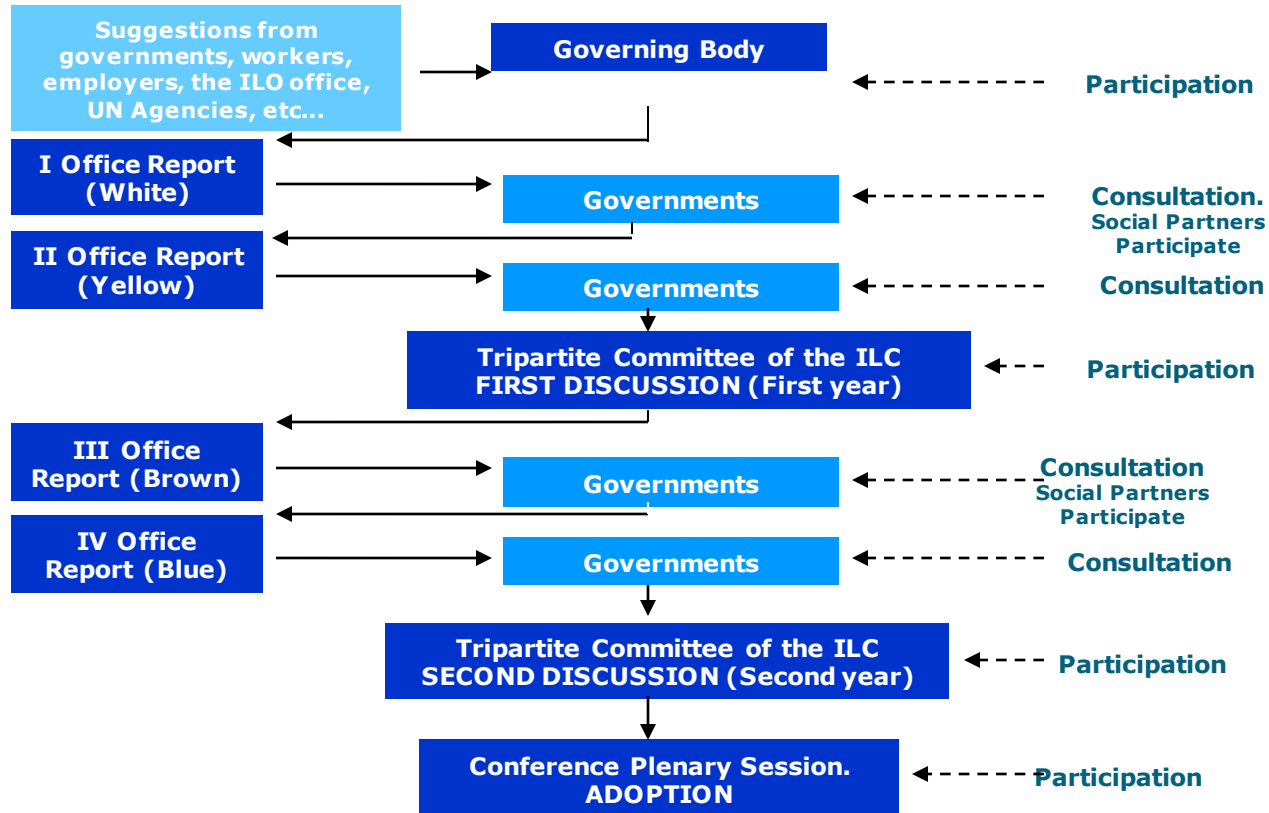 Suggestions from
governments, workers,
employers, the ILO office,
UN Agencies, etc...
Governing Body
Participation
I Office Report
(White)
Governments
Consultation.
Social Partners
Participate
II Office Report
(Yellow)
Governments
Consultation
Tripartite Committee of the ILC
FIRST DISCUSSION (First year)
Participation
III Office
Report (Brown)
Governments
Consultation
Social Partners
Participate
IV Office
Report (Blue)
Governments
Consultation
Tripartite Committee of the ILC
SECOND DISCUSSION (Second year)
Participation
Conference Plenary Session.
ADOPTION
Participation